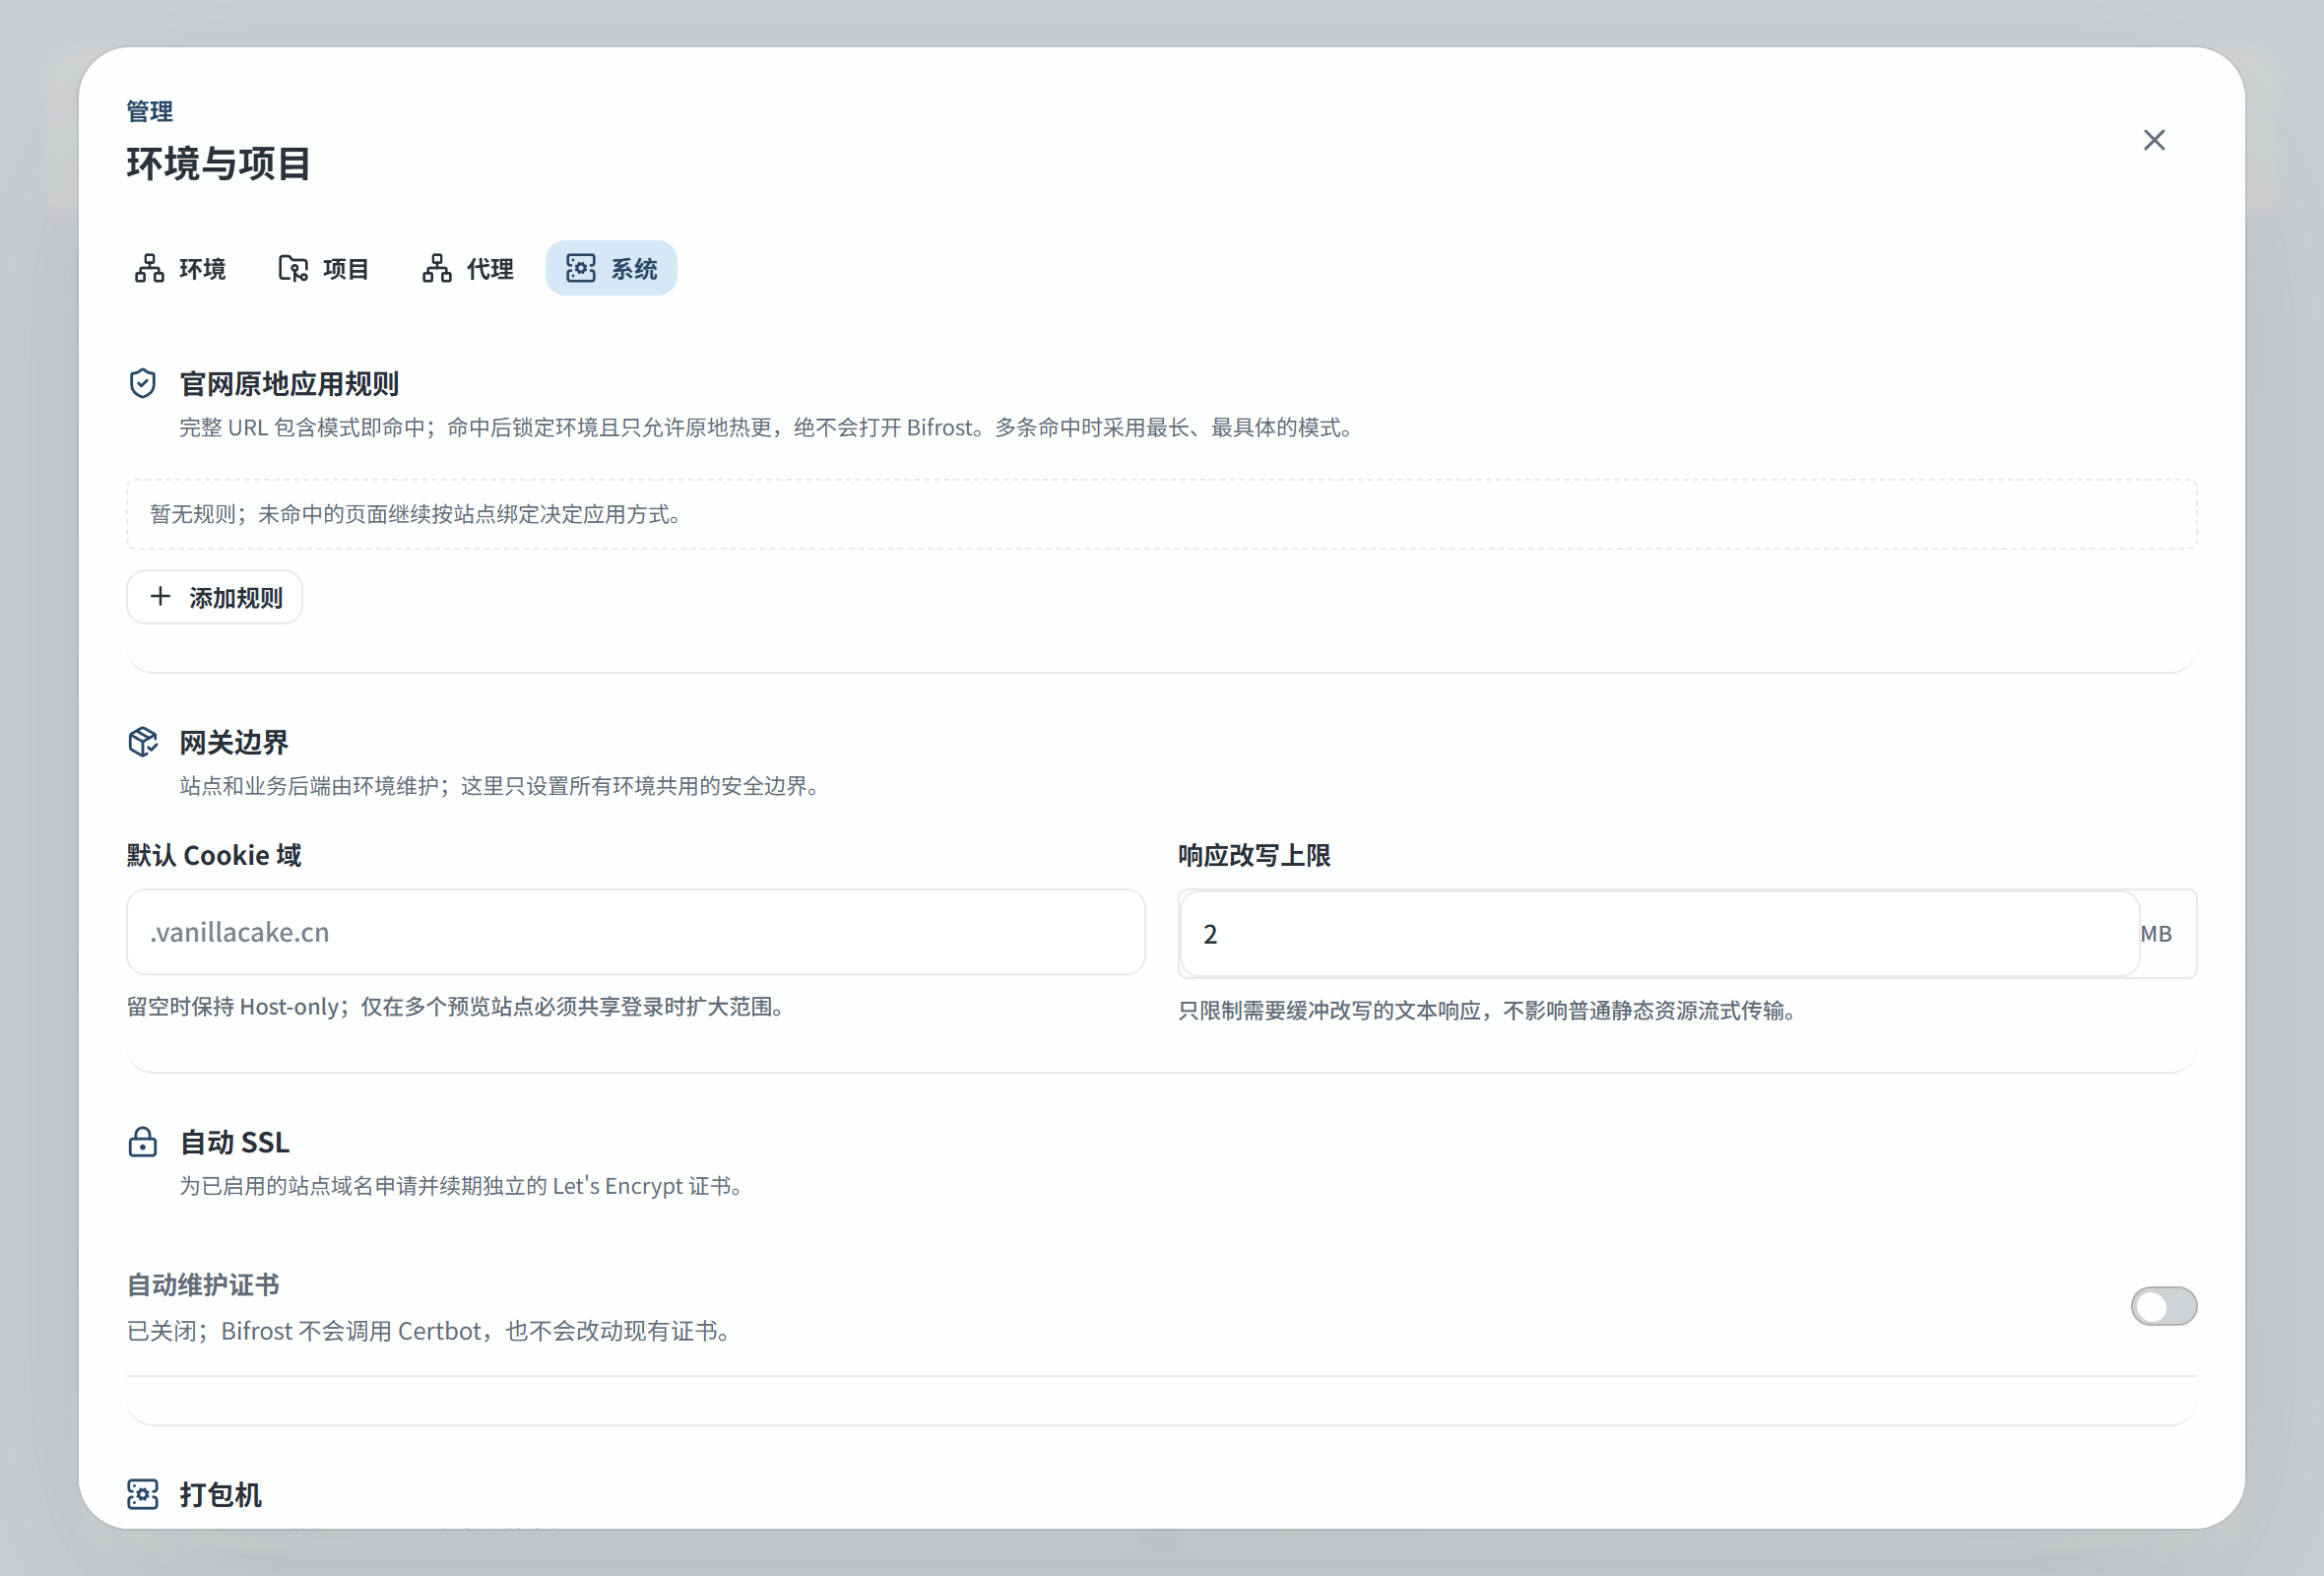 管理
环境与项目
环境 项目 代理 系统
官网原地应用规则
完整 URL 包含模式即命中；命中后锁定环境且只允许原地热更，绝不会打开 Bifrost。多条命中时采用最长、最具体的模式。
暂无规则；未命中的页面继续按站点绑定决定应用方式。
添加规则
网关边界
站点和业务后端由环境维护；这里只设置所有环境共用的安全边界。
默认 Cookie 域
.vanillacake.cn
留空时保持 Host-only；仅在多个预览站点必须共享登录时扩大范围。
响应改写上限
2 MB
只限制需要缓冲改写的文本响应，不影响普通静态资源流式传输。
自动 SSL
为已启用的站点域名申请并续期独立的 Let's Encrypt 证书。
自动维护证书
已关闭；Bifrost 不会调用 Certbot，也不会改动现有证书。
打包机